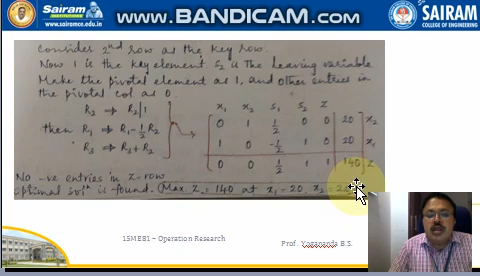 Sairam
INSTITUTIONS
www.sairamce.edu.in
WWW.BANDICAM.COM
SAIRAM
COLLEGE OF ENGINEERING
Consider 2nd row as the key row.
Now 1 is the key element S₂ is the leaving variable
Make the pivotal element as 1, and other entries in
the pivotal col as 0.
x₁ x₂ S₁ S₂ Z
R₂ ⇒ R₂/1
0 1 1/2 0 0 20 x₂
then R₁ ⇒ R₁ - 1/2 R₂
1 0 -1/2 1 0 20 x₁
R₃ ⇒ R₃ + R₂
0 0 1/2 1 1 140 Z
No -ve entries in Z-row
optimal solⁿ is found. Max. Z = 140 at x₁ = 20 x₂ =
15ME81 – Operation Research
Prof. Yogananda B.S.